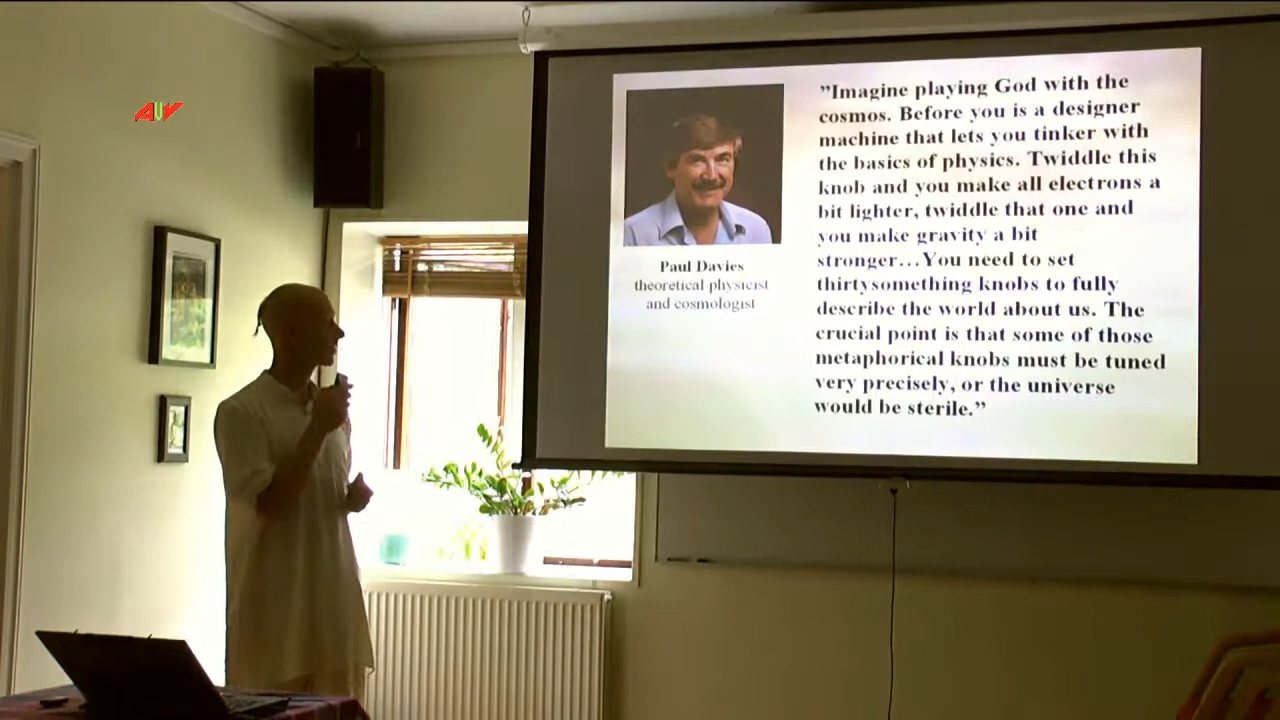 AUV
"Imagine playing God with the
cosmos. Before you is a designer
machine that lets you tinker with
the basics of physics. Twiddle this
knob and you make all electrons a
bit lighter, twiddle that one and
you make gravity a bit
stronger…You need to set
thirtysomething knobs to fully
describe the world about us. The
crucial point is that some of those
metaphorical knobs must be tuned
very precisely, or the universe
would be sterile."
Paul Davies
theoretical physicist
and cosmologist